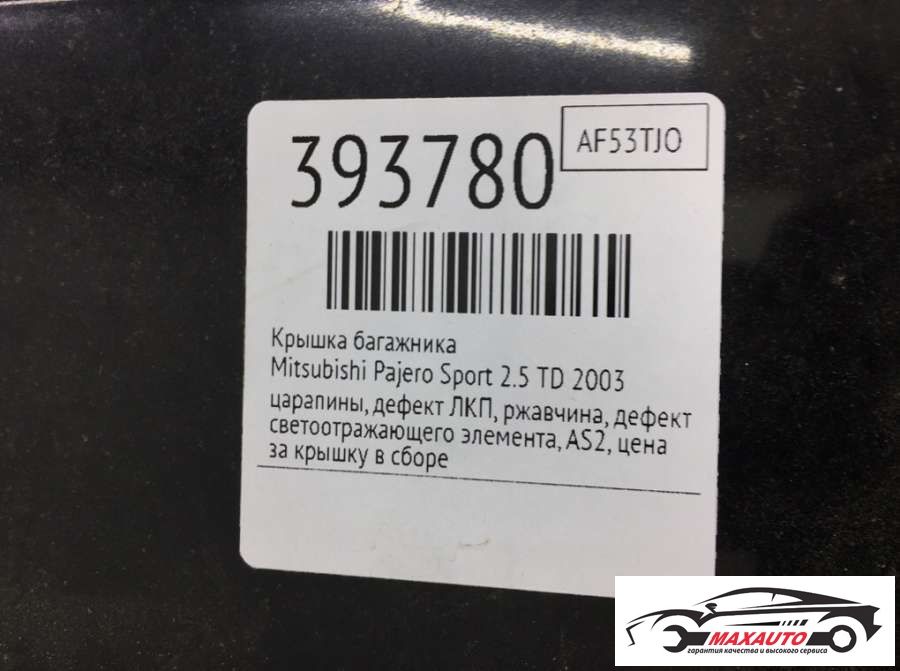 393780
AF53TJO
Крышка багажника
Mitsubishi Pajero Sport 2.5 TD 2003
царапины, дефект ЛКП, ржавчина, дефект
светоотражающего элемента, AS2, цена
за крышку в сборе
MAXAUTO
гарантия качества и высокого сервиса